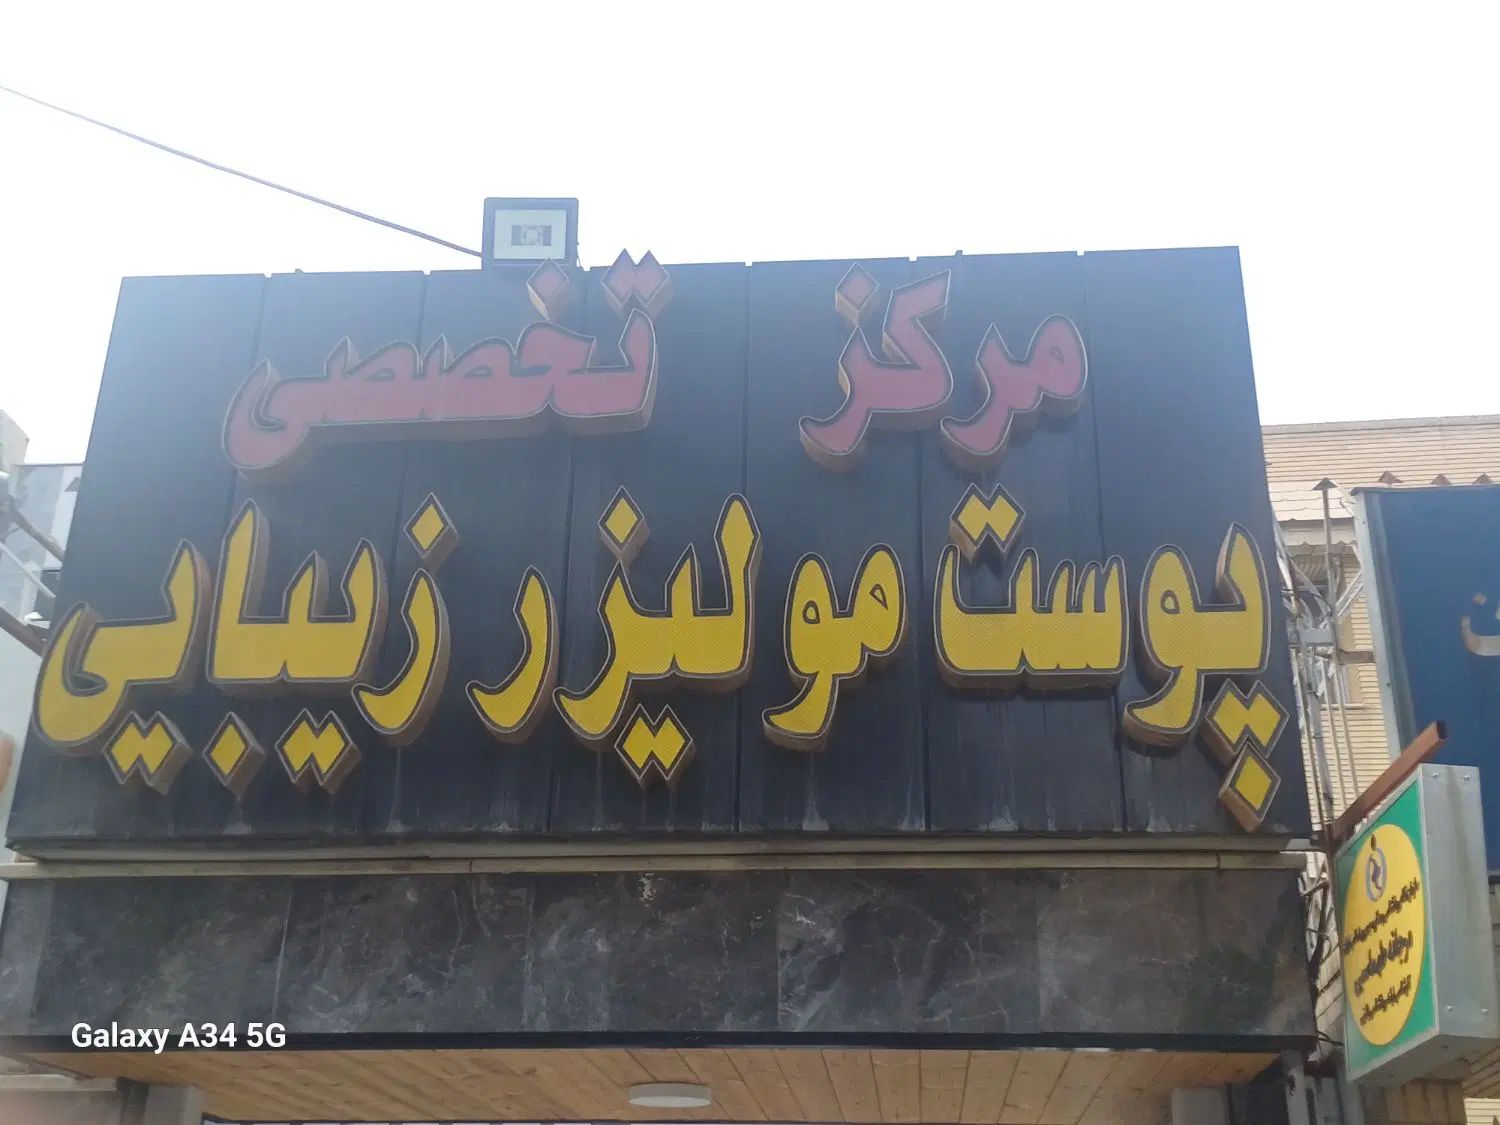 مرکز تخصصی
پوست مو لیزر زیبایی
Galaxy A34 5G